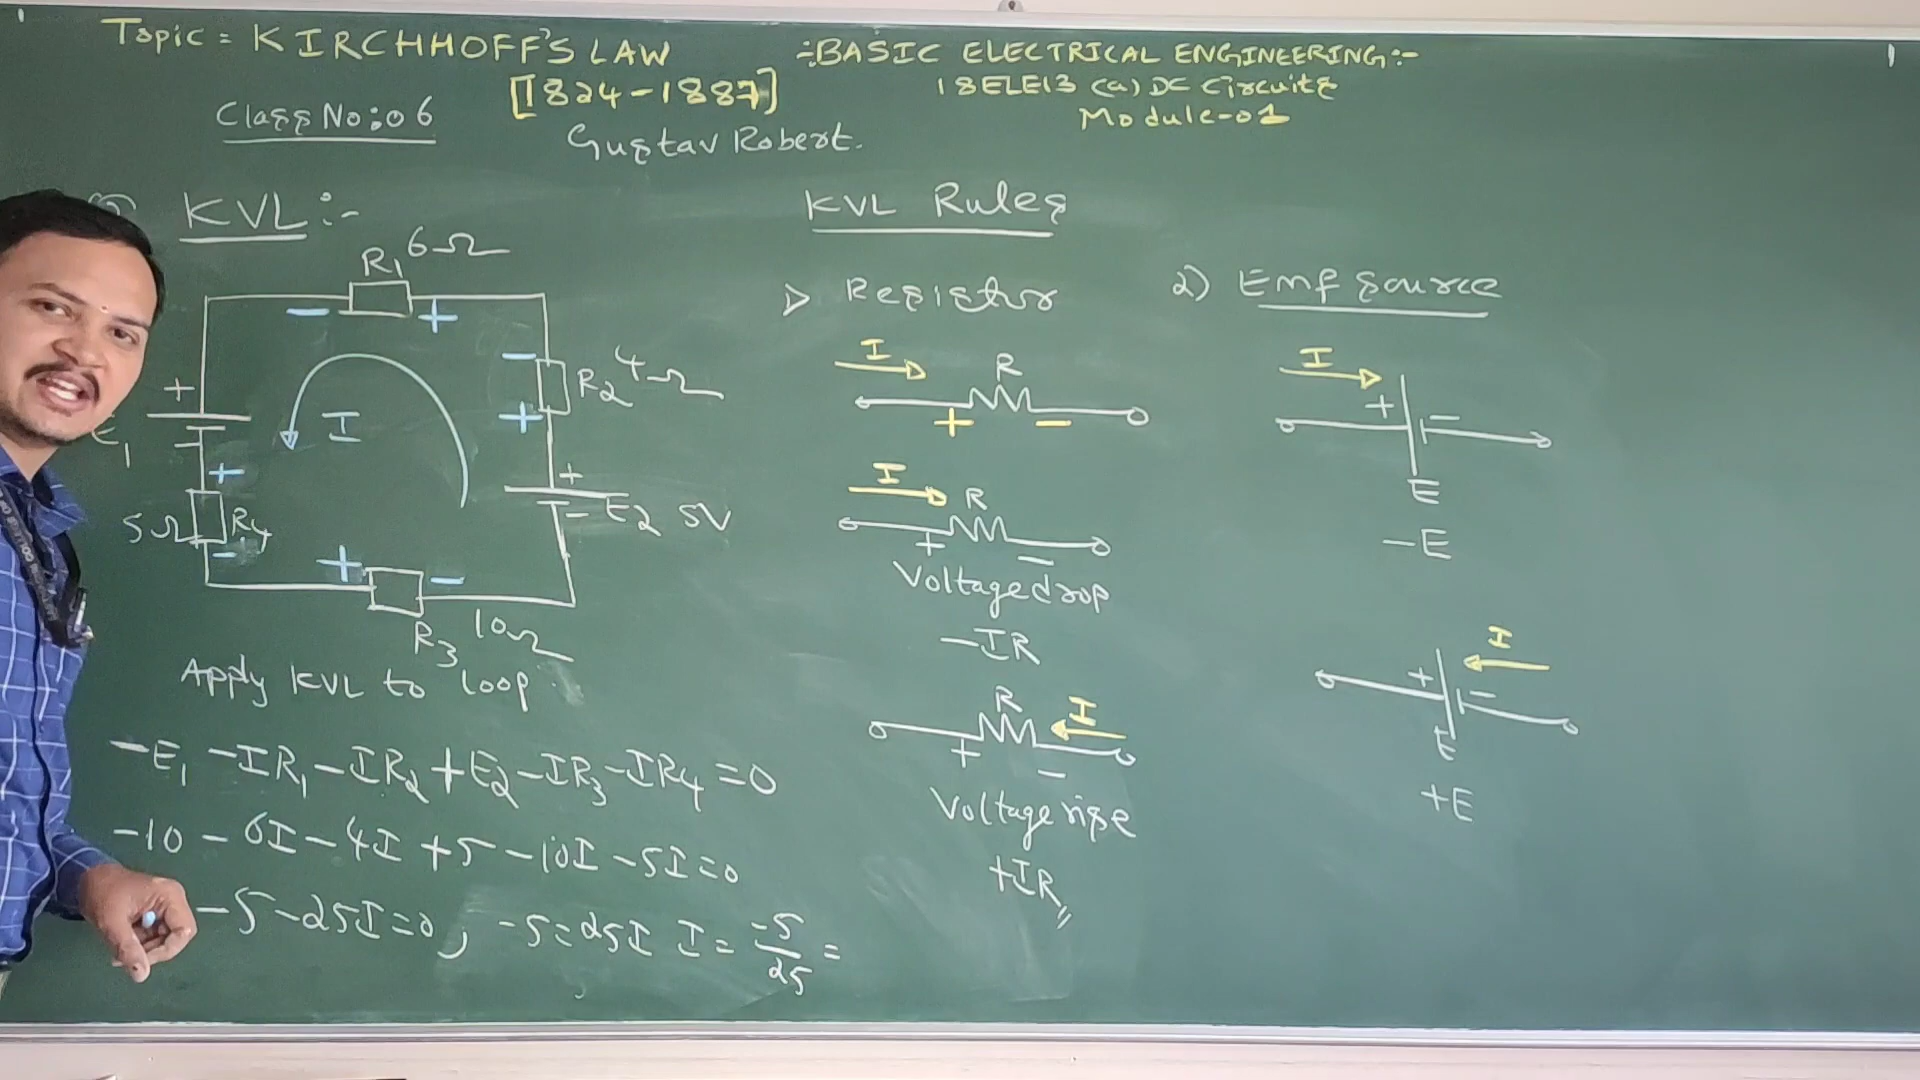 Topic = KIRCHHOFF'S LAW
[1824-1887]
Class No:06
Gustav Robert.
÷BASIC ELECTRICAL ENGINEERING:-
18ELE13 (a) DC Circuits
Module-01
KVL:-
R1 6Ω
- +
- R2 4Ω
+
+
E1
I
+
E2 5V
-
+
5Ω R4
-
+ -
R3 10Ω
Apply KVL to loop.
-E1 -IR1 -IR2 +E2 -IR3 -IR4 =0
-10 - 6I - 4I +5 -10I -5I=0
-5-25I=0, -5=25I I = -5/25 =
KVL Rules
1> Resistor
I
R
+ -
I
R
+ -
Voltage drop
-IR
R
I
+ -
Voltage rise
+IR
2) Emf source
I
+ -
E
-E
I
+ -
E
+E